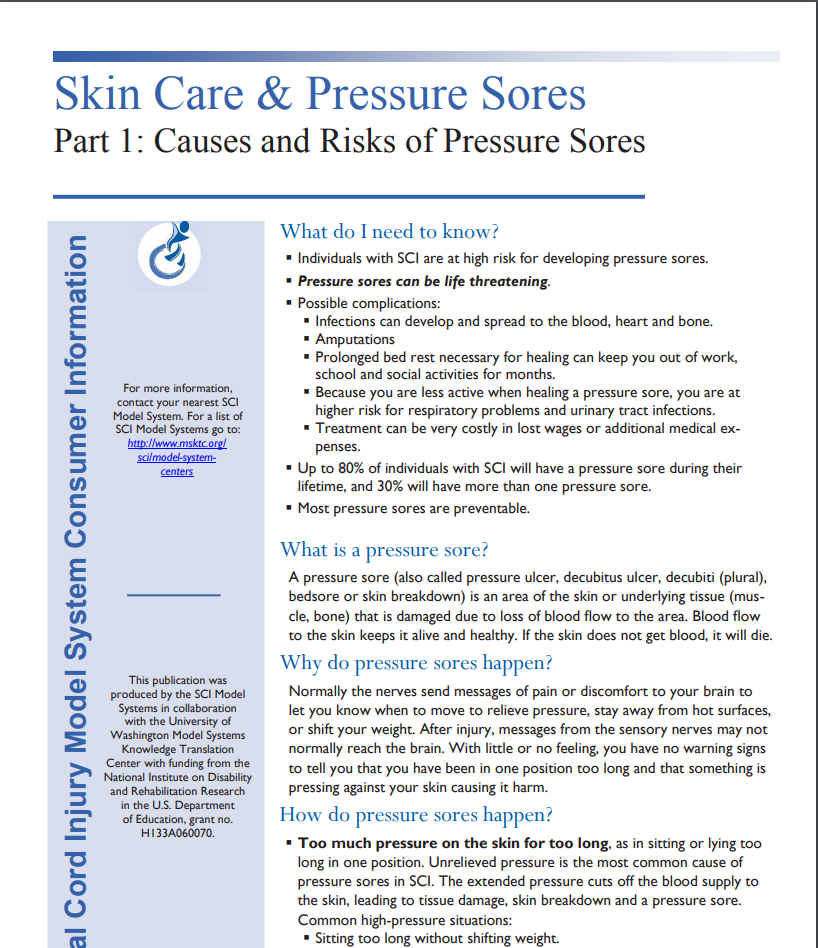 Skin Care & Pressure Sores
Part 1: Causes and Risks of Pressure Sores
al Cord Injury Model System Consumer Information
For more information,
contact your nearest SCI
Model System. For a list of
SCI Model Systems go to:
http://www.msktc.org/
sci/model-system-
centers
This publication was
produced by the SCI Model
Systems in collaboration
with the University of
Washington Model Systems
Knowledge Translation
Center with funding from the
National Institute on Disability
and Rehabilitation Research
in the U.S. Department
of Education, grant no.
H133A060070.
What do I need to know?
▪ Individuals with SCI are at high risk for developing pressure sores.
▪ Pressure sores can be life threatening.
▪ Possible complications:
▪ Infections can develop and spread to the blood, heart and bone.
▪ Amputations
▪ Prolonged bed rest necessary for healing can keep you out of work,
school and social activities for months.
▪ Because you are less active when healing a pressure sore, you are at
higher risk for respiratory problems and urinary tract infections.
▪ Treatment can be very costly in lost wages or additional medical ex-
penses.
▪ Up to 80% of individuals with SCI will have a pressure sore during their
lifetime, and 30% will have more than one pressure sore.
▪ Most pressure sores are preventable.
What is a pressure sore?
A pressure sore (also called pressure ulcer, decubitus ulcer, decubiti (plural),
bedsore or skin breakdown) is an area of the skin or underlying tissue (mus-
cle, bone) that is damaged due to loss of blood flow to the area. Blood flow
to the skin keeps it alive and healthy. If the skin does not get blood, it will die.
Why do pressure sores happen?
Normally the nerves send messages of pain or discomfort to your brain to
let you know when to move to relieve pressure, stay away from hot surfaces,
or shift your weight. After injury, messages from the sensory nerves may not
normally reach the brain. With little or no feeling, you have no warning signs
to tell you that you have been in one position too long and that something is
pressing against your skin causing it harm.
How do pressure sores happen?
▪ Too much pressure on the skin for too long, as in sitting or lying too
long in one position. Unrelieved pressure is the most common cause of
pressure sores in SCI. The extended pressure cuts off the blood supply to
the skin, leading to tissue damage, skin breakdown and a pressure sore.
Common high-pressure situations:
▪ Sitting too long without shifting weight.